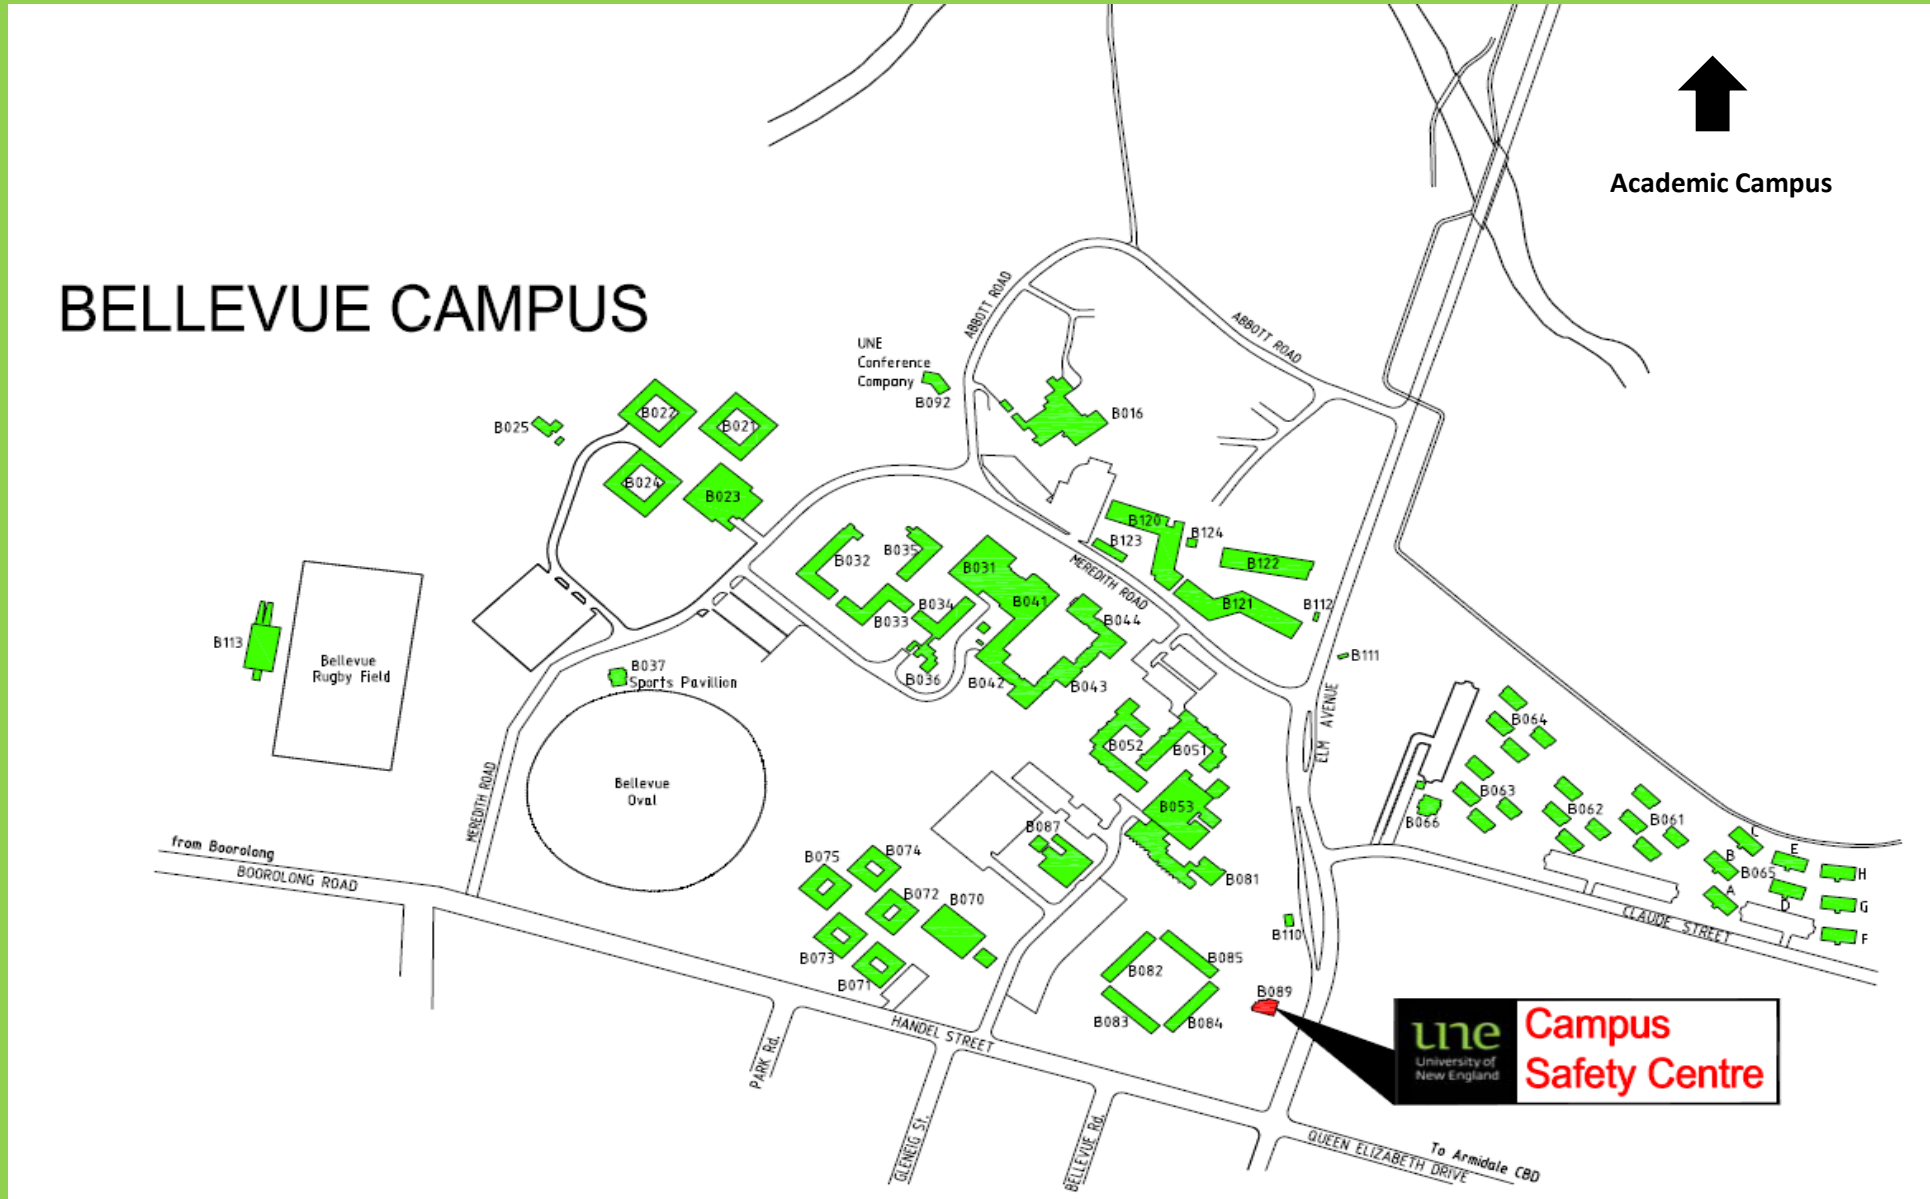 Academic Campus
BELLEVUE CAMPUS
ABBOTT ROAD
ABBOTT ROAD
UNE
Conference
Company
B092
B016
B022
B021
B025
B024
B023
B120
B124
B123
B122
MEREDITH ROAD
B121
B112
B111
B032
B035
B031
B041
B034
B033
B044
B036
B042
B043
B113
Bellevue
Rugby Field
B037
Sports Pavillion
ELM AVENUE
B052
B051
B053
B064
B063
B062
B061
B066
C
B
B065
A
E
D
H
G
F
MEREDITH ROAD
Bellevue
Oval
from Boorolong
BOOROLONG ROAD
B087
B075
B074
B072
B070
B081
B073
B071
B110
CLAUDE STREET
B082
B085
B083
B084
B089
HANDEL STREET
PARK Rd.
GLENEIG St.
BELLEVUE Rd.
QUEEN ELIZABETH DRIVE
To Armidale CBD
une
University of
New England
Campus
Safety Centre